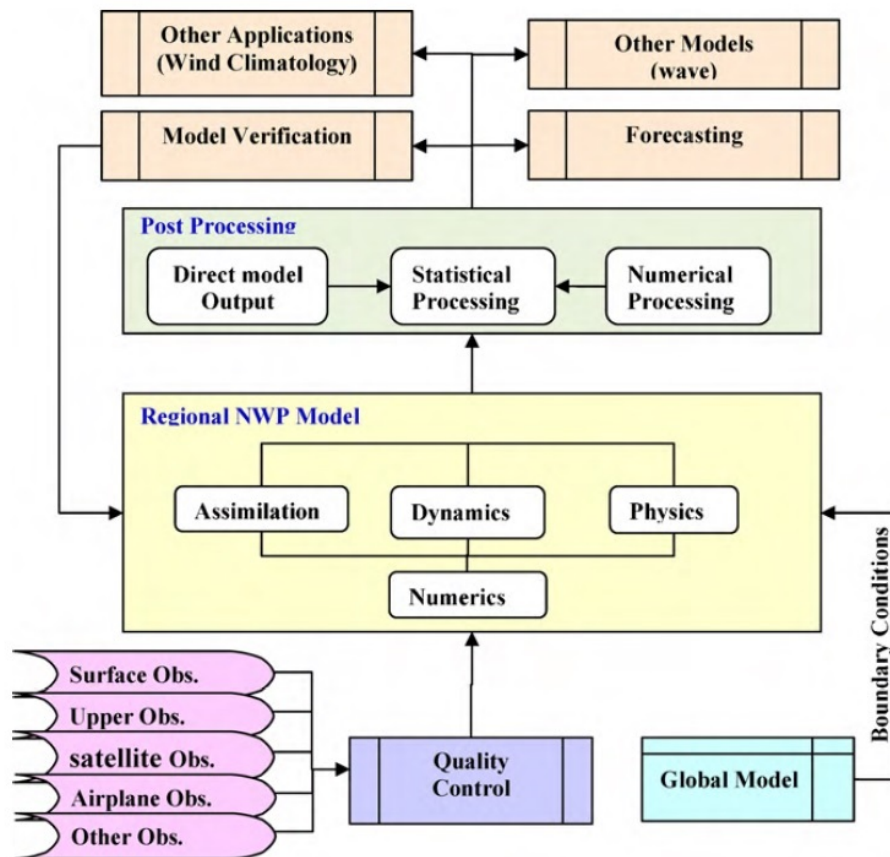 Other Applications
(Wind Climatology)
Other Models
(wave)
Model Verification
Forecasting
Post Processing
Direct model
Output
Statistical
Processing
Numerical
Processing
Regional NWP Model
Assimilation
Dynamics
Physics
Numerics
Boundary Conditions
Surface Obs.
Upper Obs.
satellite Obs.
Airplane Obs.
Other Obs.
Quality
Control
Global Model